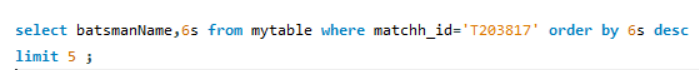 select batsmanName,6s from mytable where matchh_id='T203817' order by 6s desc
limit 5 ;